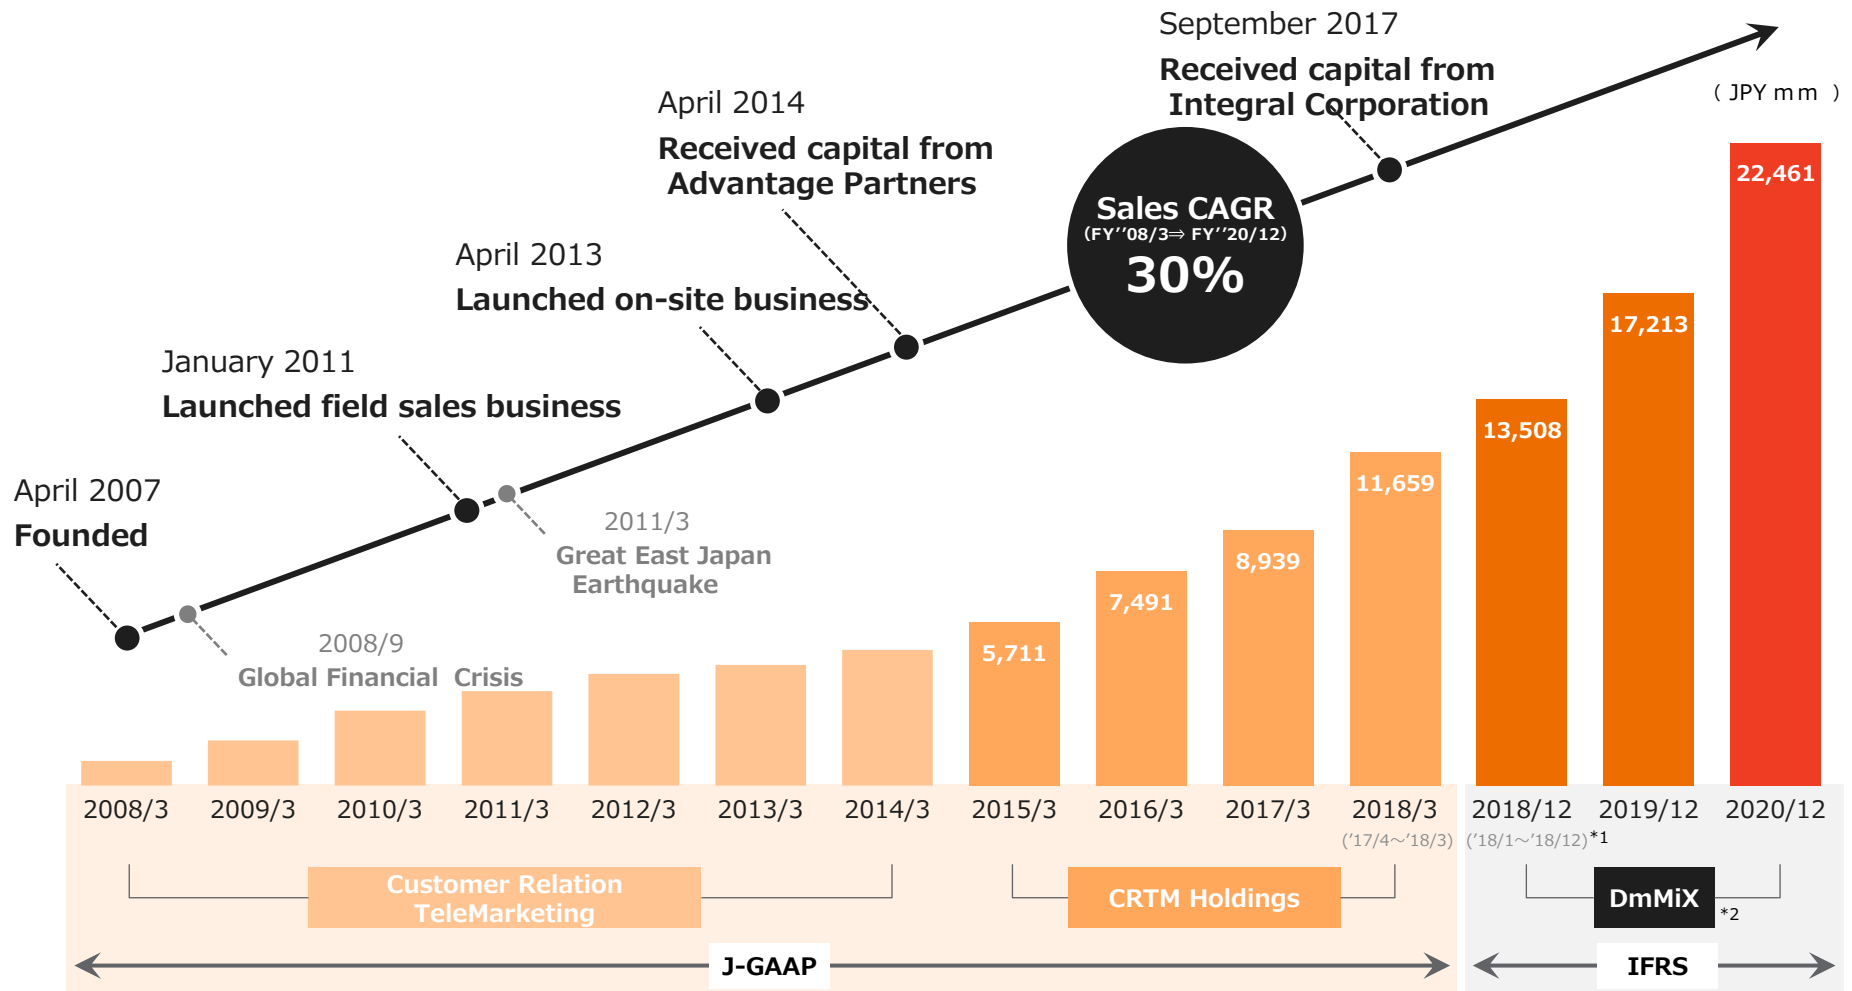 September 2017
Received capital from
Integral Corporation
( JPY mm )
April 2014
Received capital from
Advantage Partners
Sales CAGR
(FY’’08/3⇒ FY’’20/12)
30%
April 2013
Launched on-site business
January 2011
Launched field sales business
April 2007
Founded
2011/3
Great East Japan
Earthquake
2008/9
Global Financial Crisis
5,711
7,491
8,939
11,659
13,508
17,213
22,461
2008/3
2009/3
2010/3
2011/3
2012/3
2013/3
2014/3
2015/3
2016/3
2017/3
2018/3
2018/12
2019/12
2020/12
(’17/4～’18/3)
(’18/1～’18/12)*1
Customer Relation
TeleMarketing
CRTM Holdings
DmMiX
*2
J-GAAP
IFRS